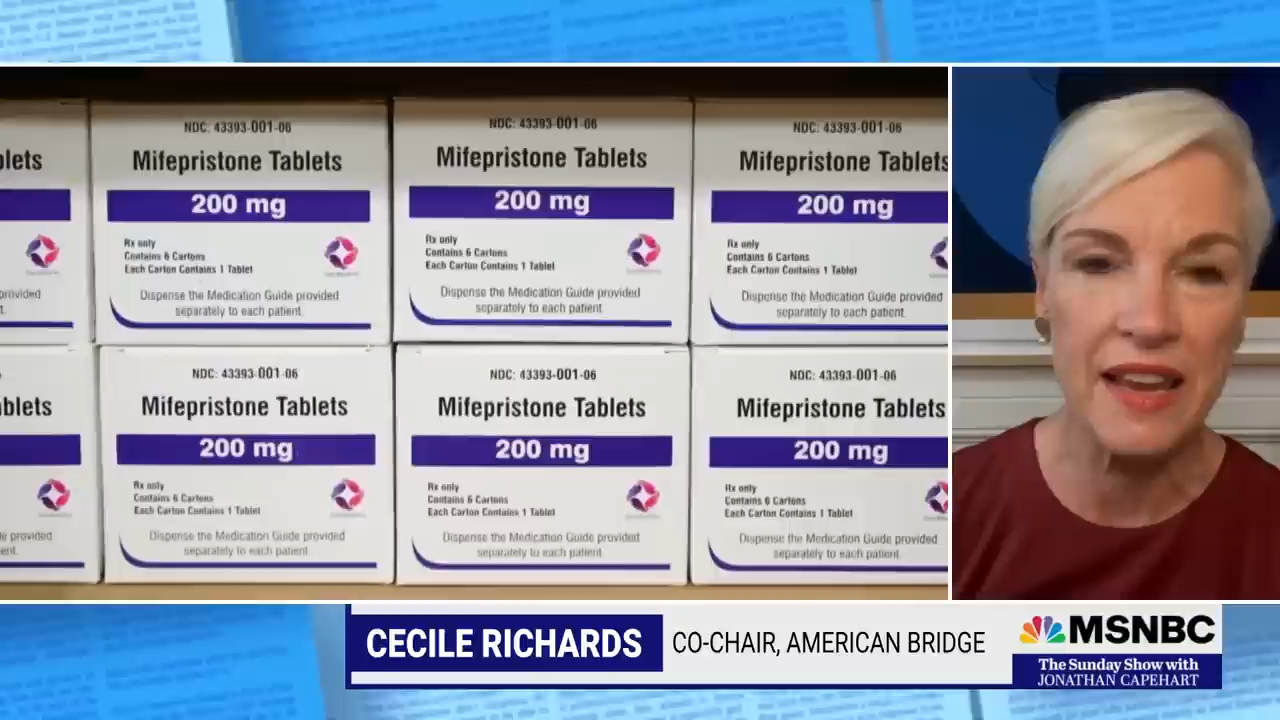 blets
provided
t.
NDC: 43393-001-06
Mifepristone Tablets
200 mg
Rx only
Contains 6 Cartons
Each Carton Contains 1 Tablet
Dispense the Medication Guide provided
separately to each patient.
NDC: 43393-001-06
Mifepristone Tablets
200 mg
Rx only
Contains 6 Cartons
Each Carton Contains 1 Tablet
Dispense the Medication Guide provided
separately to each patient
NDC: 43393-001-06
Mifepristone Tablets
200 mg
Rx only
Contains 6 Cartons
Each Carton Contains 1 Tablet
Dispense the Medication Guide provided
separately to each patient.
ablets
e provided
ent.
NDC: 43393-001-06
Mifepristone Tablets
200 mg
Rx only
Contains 6 Cartons
Each Carton Contains 1 Tablet
Dispense the Medication Guide provided
separately to each patient.
NDC: 43393-001-06
Mifepristone Tablets
200 mg
Rx only
Contains 6 Cartons
Each Carton Contains 1 Tablet
Dispense the Medication Guide provided
separately to each patient
NDC: 43393-001-06
Mifepristone Tablets
200 mg
Rx only
Contains 6 Cartons
Each Carton Contains 1 Tablet
Dispense the Medication Guide provided
separately to each patient.
CECILE RICHARDS
CO-CHAIR, AMERICAN BRIDGE
MSNBC
The Sunday Show with
JONATHAN CAPEHART